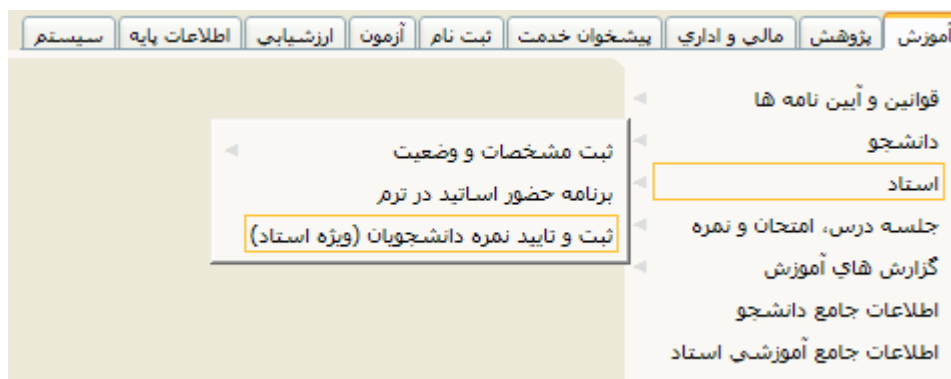 آموزش پژوهش مالي و اداري پيشخوان خدمت ثبت نام آزمون ارزشيابي اطلاعات پايه سيستم
قوانين و آيين نامه ها
دانشجو
استاد
جلسه درس، امتحان و نمره
گزارش هاي آموزش
اطلاعات جامع دانشجو
اطلاعات جامع آموزشي استاد
ثبت مشخصات و وضعيت
برنامه حضور اساتيد در ترم
ثبت و تاييد نمره دانشجويان (ويژه استاد)